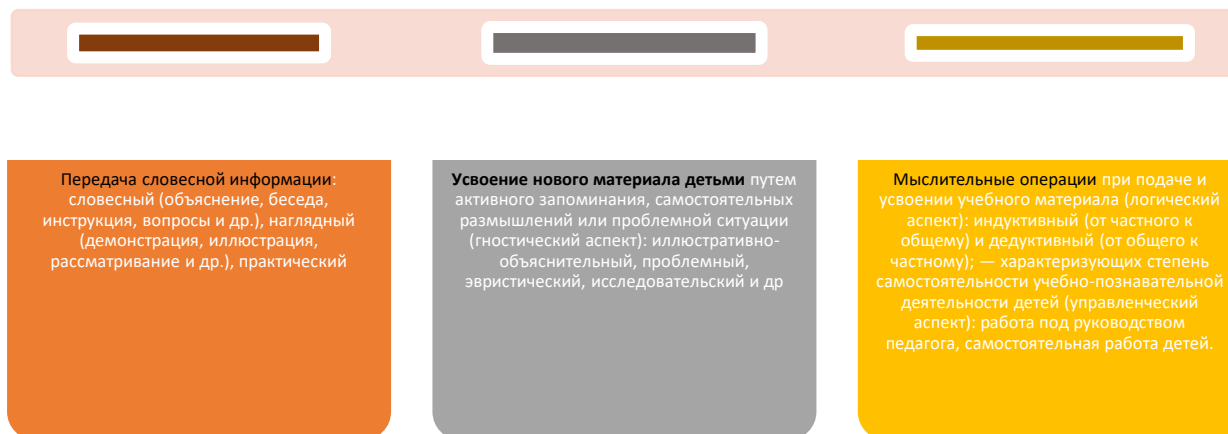 Передача словесной информации:
словесный (объяснение, беседа,
инструкция, вопросы и др.), наглядный
(демонстрация, иллюстрация,
рассматривание и др.), практический
Усвоение нового материала детьми путем
активного запоминания, самостоятельных
размышлений или проблемной ситуации
(гностический аспект): иллюстративно-
объяснительный, проблемный,
эвристический, исследовательский и др
Мыслительные операции при подаче и
усвоении учебного материала (логический
аспект): индуктивный (от частного к
общему) и дедуктивный (от общего к
частному); — характеризующих степень
самостоятельности учебно-познавательной
деятельности детей (управленческий
аспект): работа под руководством
педагога, самостоятельная работа детей.